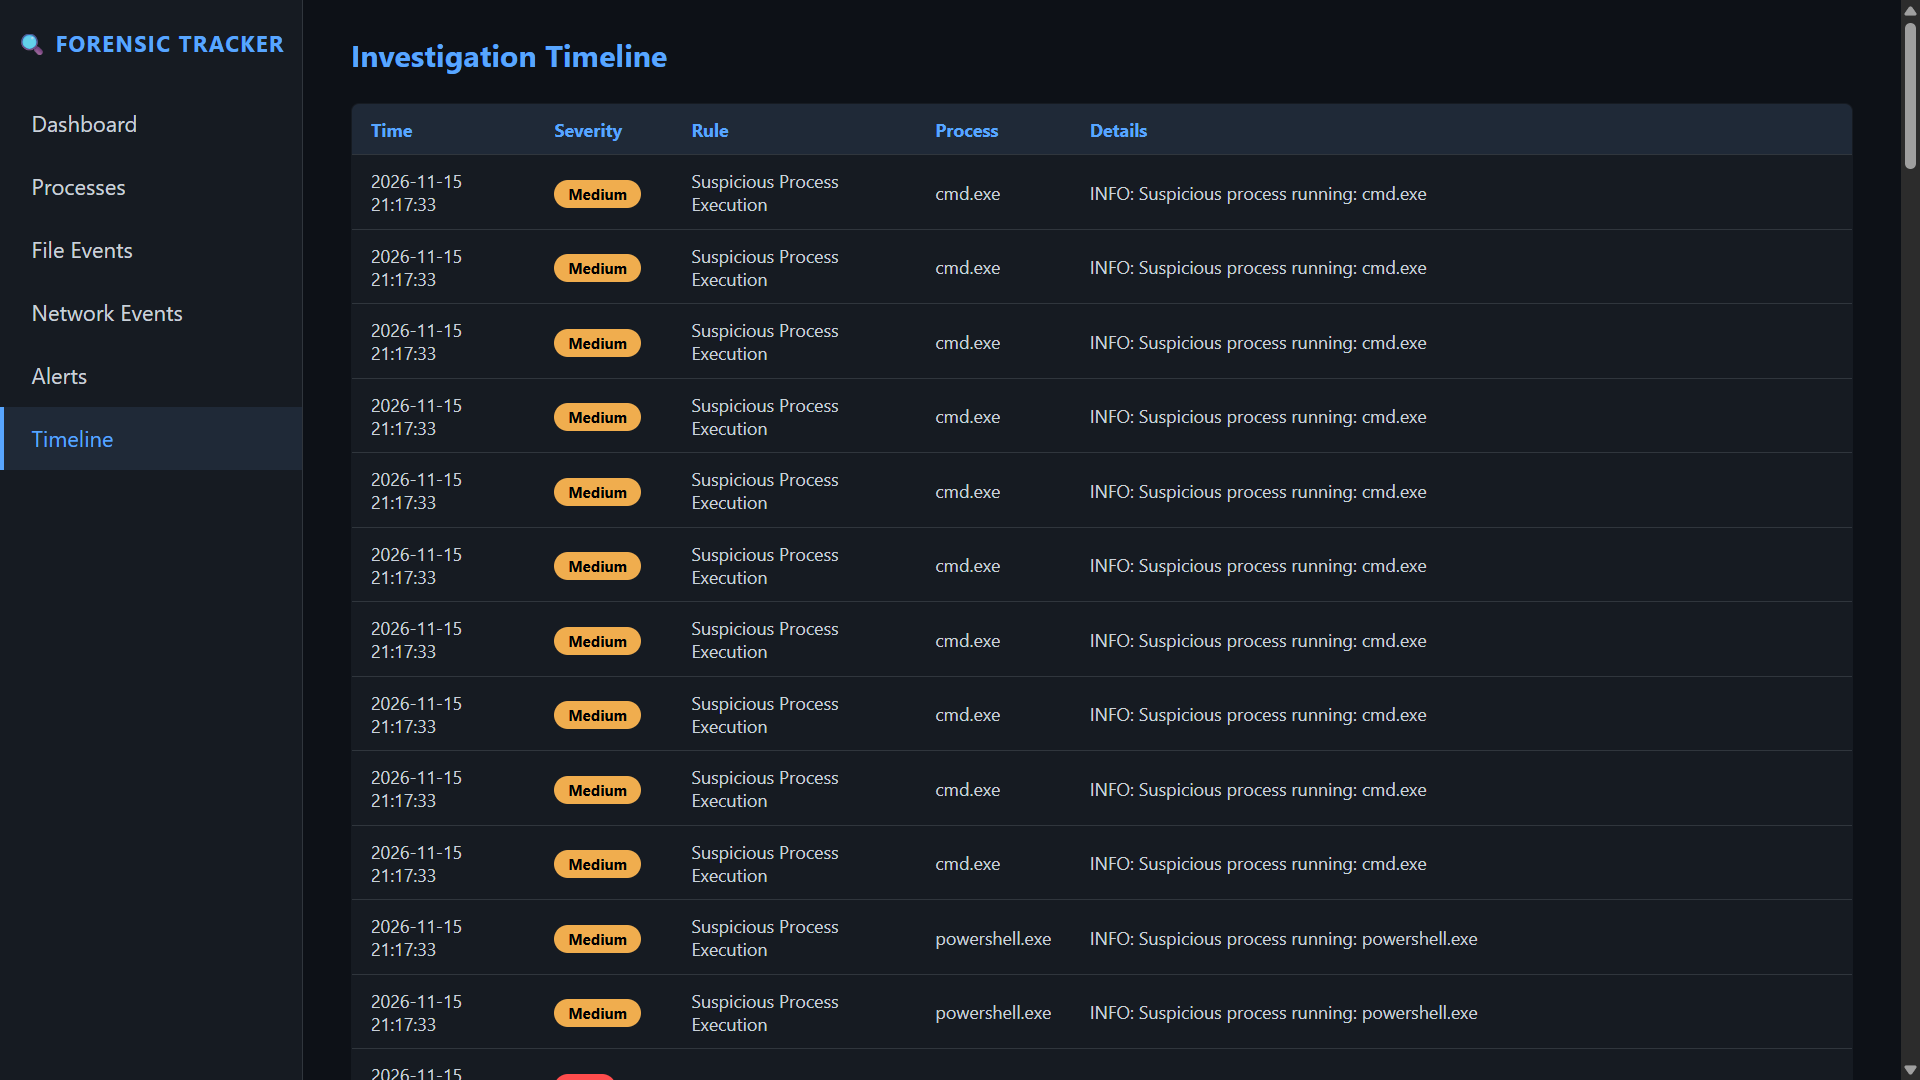 FORENSIC TRACKER
Dashboard
Processes
File Events
Network Events
Alerts
Timeline
Investigation Timeline
Time Severity Rule Process Details
2026-11-15 21:17:33 Medium Suspicious Process Execution cmd.exe INFO: Suspicious process running: cmd.exe
2026-11-15 21:17:33 Medium Suspicious Process Execution cmd.exe INFO: Suspicious process running: cmd.exe
2026-11-15 21:17:33 Medium Suspicious Process Execution cmd.exe INFO: Suspicious process running: cmd.exe
2026-11-15 21:17:33 Medium Suspicious Process Execution cmd.exe INFO: Suspicious process running: cmd.exe
2026-11-15 21:17:33 Medium Suspicious Process Execution cmd.exe INFO: Suspicious process running: cmd.exe
2026-11-15 21:17:33 Medium Suspicious Process Execution cmd.exe INFO: Suspicious process running: cmd.exe
2026-11-15 21:17:33 Medium Suspicious Process Execution cmd.exe INFO: Suspicious process running: cmd.exe
2026-11-15 21:17:33 Medium Suspicious Process Execution cmd.exe INFO: Suspicious process running: cmd.exe
2026-11-15 21:17:33 Medium Suspicious Process Execution cmd.exe INFO: Suspicious process running: cmd.exe
2026-11-15 21:17:33 Medium Suspicious Process Execution cmd.exe INFO: Suspicious process running: cmd.exe
2026-11-15 21:17:33 Medium Suspicious Process Execution powershell.exe INFO: Suspicious process running: powershell.exe
2026-11-15 21:17:33 Medium Suspicious Process Execution powershell.exe INFO: Suspicious process running: powershell.exe
2026-11-15